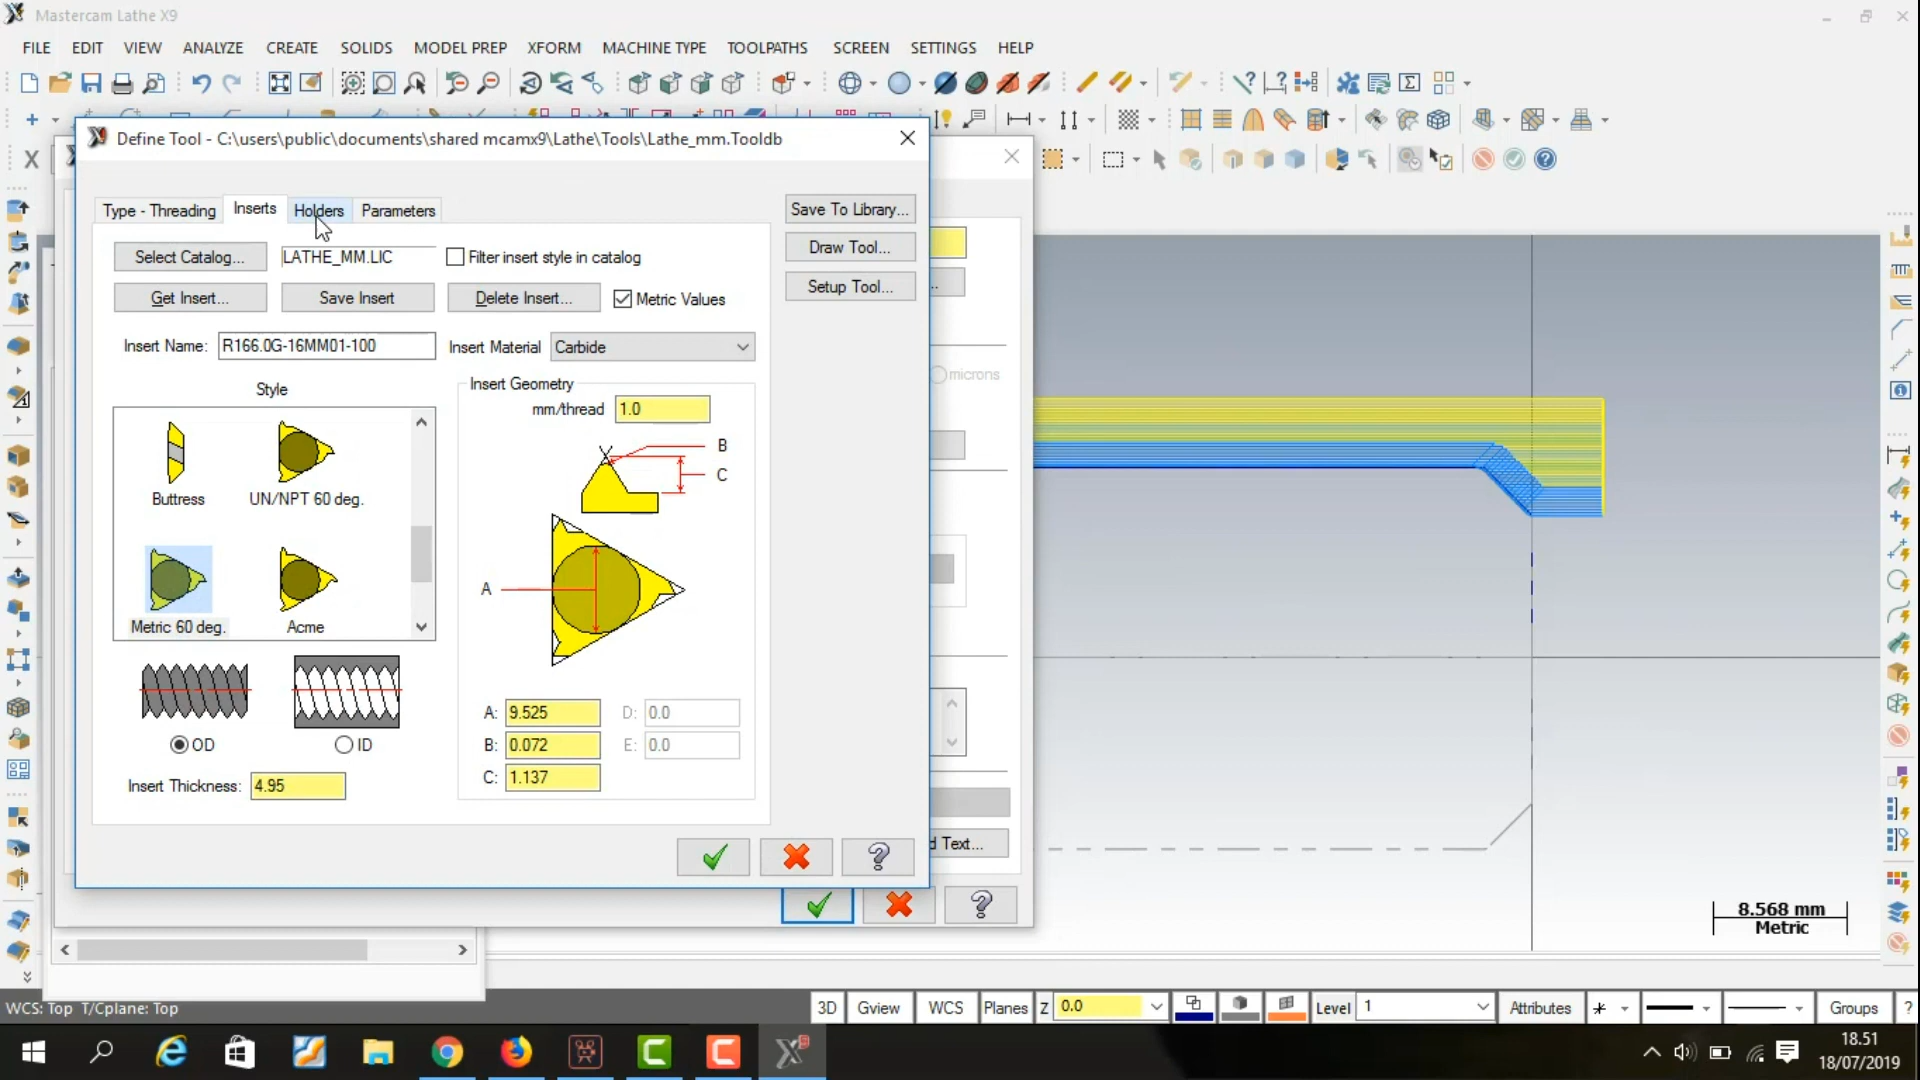 Mastercam Lathe X9
FILE EDIT VIEW ANALYZE CREATE SOLIDS MODEL PREP XFORM MACHINE TYPE TOOLPATHS SCREEN SETTINGS HELP
Define Tool - C:\users\public\documents\shared mcamx9\Lathe\Tools\Lathe_mm.Tooldb
Type - Threading Inserts Holders Parameters
Save To Library...
Draw Tool...
Setup Tool...
Select Catalog... LATHE_MM.LIC Filter insert style in catalog
Get Insert... Save Insert Delete Insert... Metric Values
Insert Name: R166.0G-16MM01-100 Insert Material Carbide
Style
Insert Geometry
mm/thread 1.0
B
C
A
Buttress UN/NPT 60 deg.
Metric 60 deg. Acme
OD ID
Insert Thickness: 4.95
A: 9.525 D: 0.0
B: 0.072 E: 0.0
C: 1.137
microns
d Text...
8.568 mm
Metric
WCS: Top T/Cplane: Top
3D Gview WCS Planes Z 0.0 Level 1 Attributes Groups ?
18.51
18/07/2019